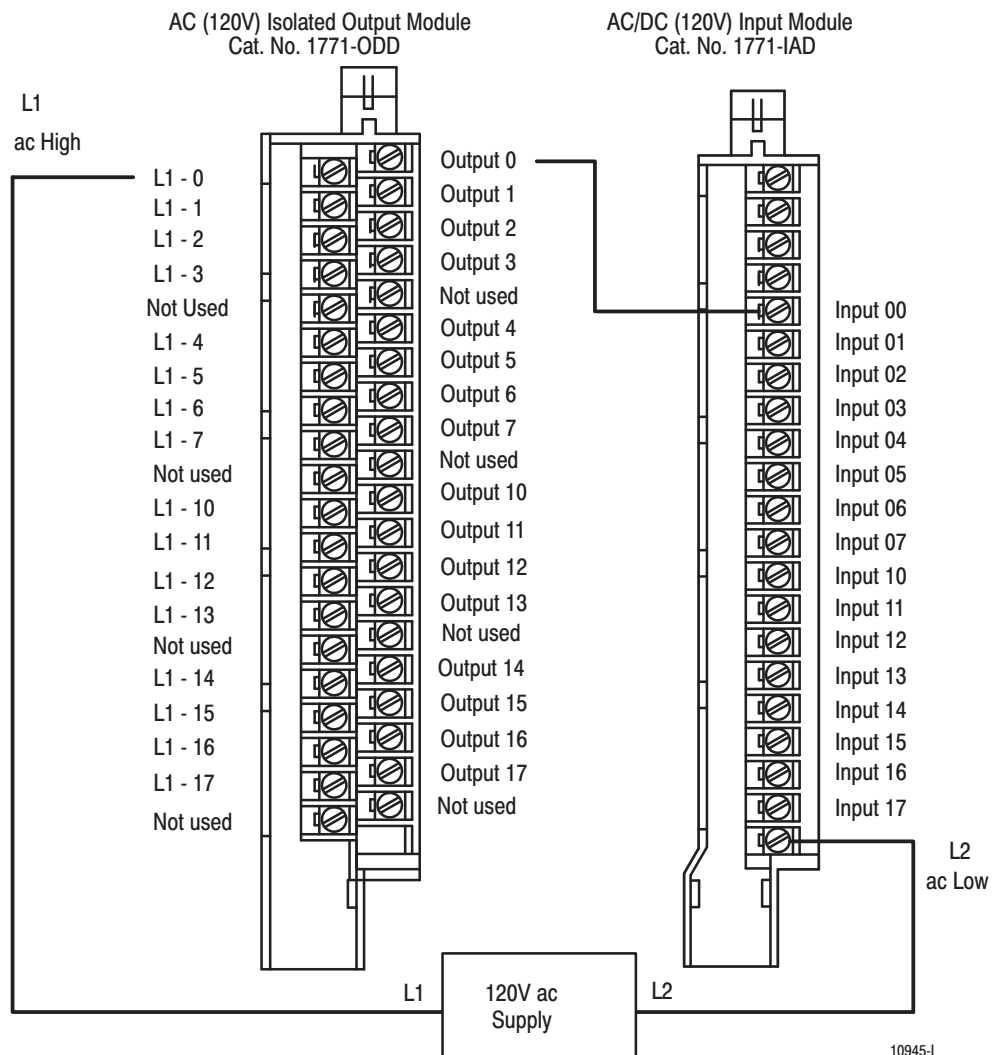 AC (120V) Isolated Output Module
Cat. No. 1771-ODD
AC/DC (120V) Input Module
Cat. No. 1771-IAD
L1
ac High
L1 - 0
L1 - 1
L1 - 2
L1 - 3
Not Used
L1 - 4
L1 - 5
L1 - 6
L1 - 7
Not used
L1 - 10
L1 - 11
L1 - 12
L1 - 13
Not used
L1 - 14
L1 - 15
L1 - 16
L1 - 17
Not used
Output 0
Output 1
Output 2
Output 3
Not used
Output 4
Output 5
Output 6
Output 7
Not used
Output 10
Output 11
Output 12
Output 13
Not used
Output 14
Output 15
Output 16
Output 17
Not used
Input 00
Input 01
Input 02
Input 03
Input 04
Input 05
Input 06
Input 07
Input 10
Input 11
Input 12
Input 13
Input 14
Input 15
Input 16
Input 17
L2
ac Low
L1
120V ac
Supply
L2
10945-I